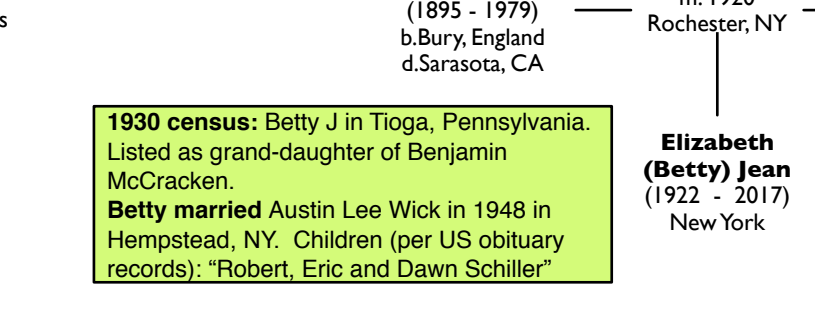 s
(1895 - 1979)
b.Bury, England
d.Sarasota, CA
m. 1920
Rochester, NY
1930 census: Betty J in Tioga, Pennsylvania.
Listed as grand-daughter of Benjamin
McCracken.
Betty married Austin Lee Wick in 1948 in
Hempstead, NY.  Children (per US obituary
records): “Robert, Eric and Dawn Schiller”
Elizabeth
(Betty) Jean
(1922 - 2017)
New York